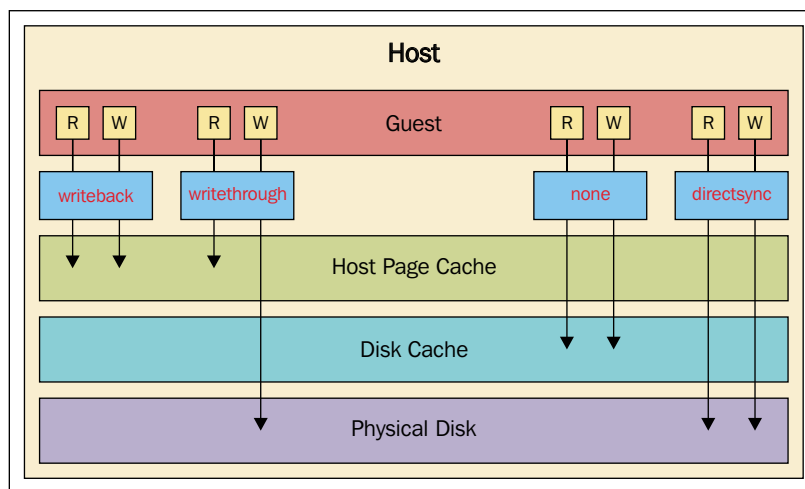 Host
R W R W Guest R W R W
writeback writethrough none directsync
Host Page Cache
Disk Cache
Physical Disk